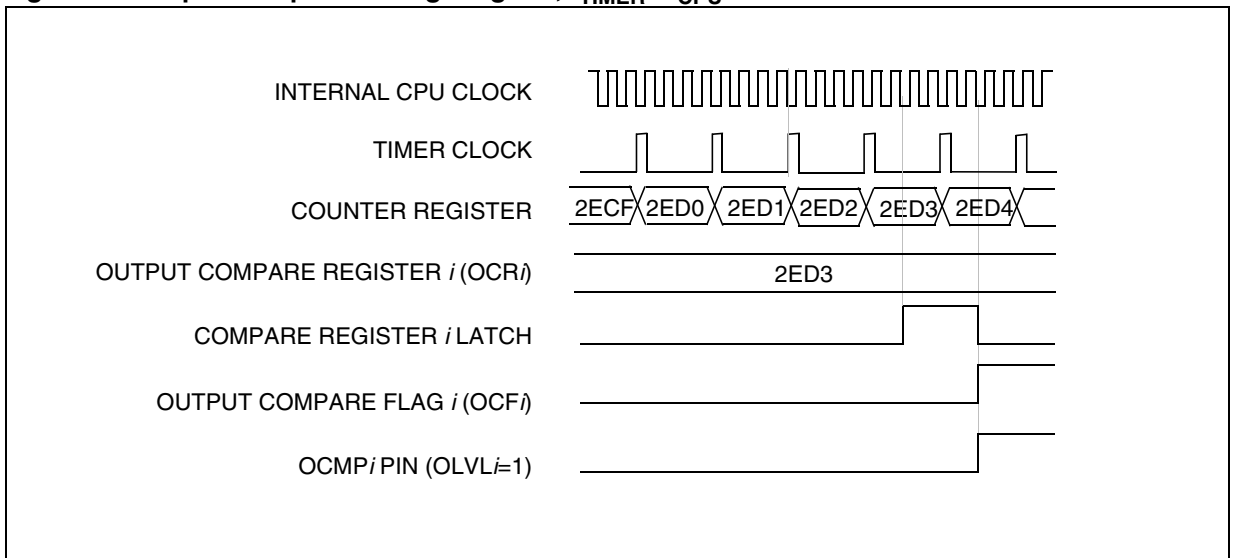 INTERNAL CPU CLOCK
TIMER CLOCK
COUNTER REGISTER 2ECF 2ED0 2ED1 2ED2 2ED3 2ED4
OUTPUT COMPARE REGISTER i (OCRi) 2ED3
COMPARE REGISTER i LATCH
OUTPUT COMPARE FLAG i (OCFi)
OCMPi PIN (OLVLi=1)